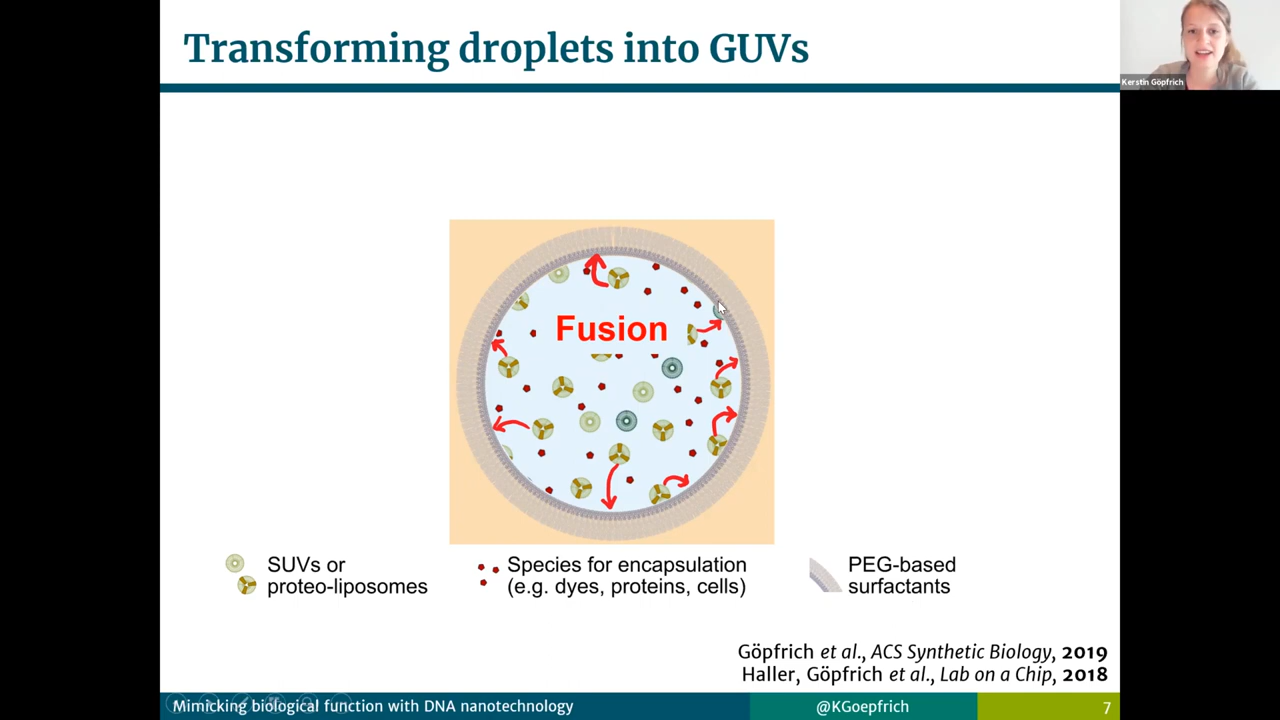 Transforming droplets into GUVs
Kerstin Göpfrich
Fusion
SUVs or
proteo-liposomes
Species for encapsulation
(e.g. dyes, proteins, cells)
PEG-based
surfactants
Göpfrich et al., ACS Synthetic Biology, 2019
Haller, Göpfrich et al., Lab on a Chip, 2018
Mimicking biological function with DNA nanotechnology
@KGoepfrich
7